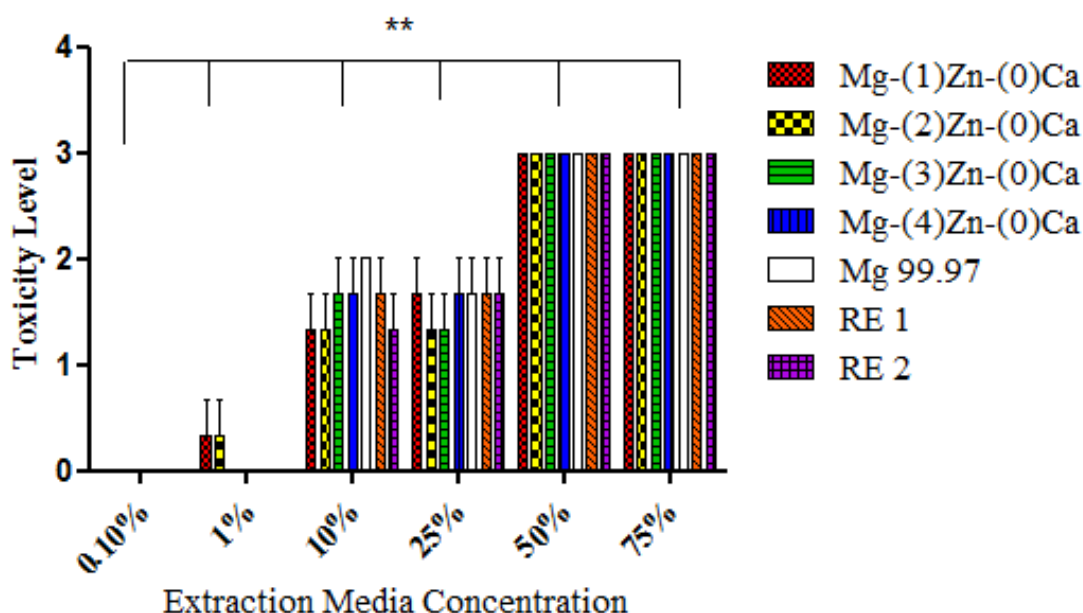 **
4
3
2
1
0
Toxicity Level
0.10%
1%
10%
25%
50%
75%
Extraction Media Concentration
Mg-(1)Zn-(0)Ca
Mg-(2)Zn-(0)Ca
Mg-(3)Zn-(0)Ca
Mg-(4)Zn-(0)Ca
Mg 99.97
RE 1
RE 2